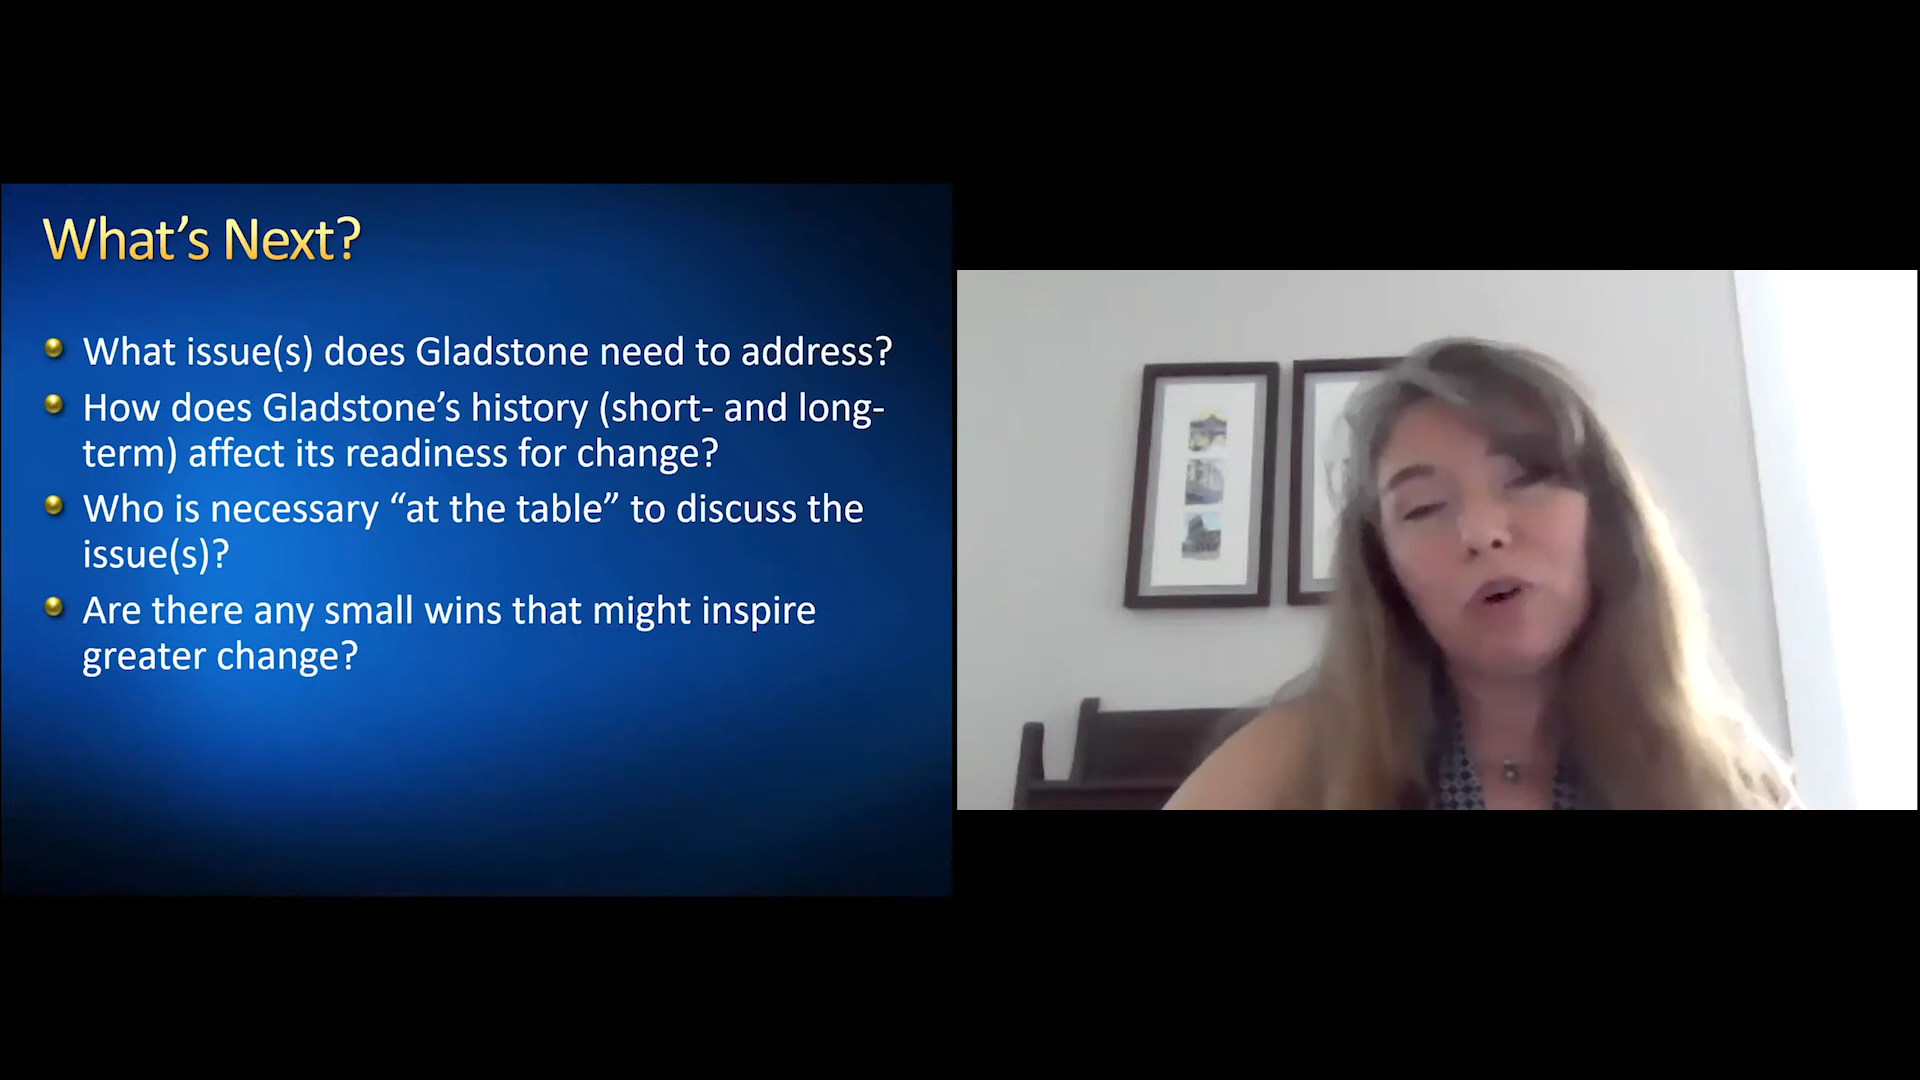 What’s Next?
What issue(s) does Gladstone need to address?
How does Gladstone’s history (short- and long-
term) affect its readiness for change?
Who is necessary “at the table” to discuss the
issue(s)?
Are there any small wins that might inspire
greater change?